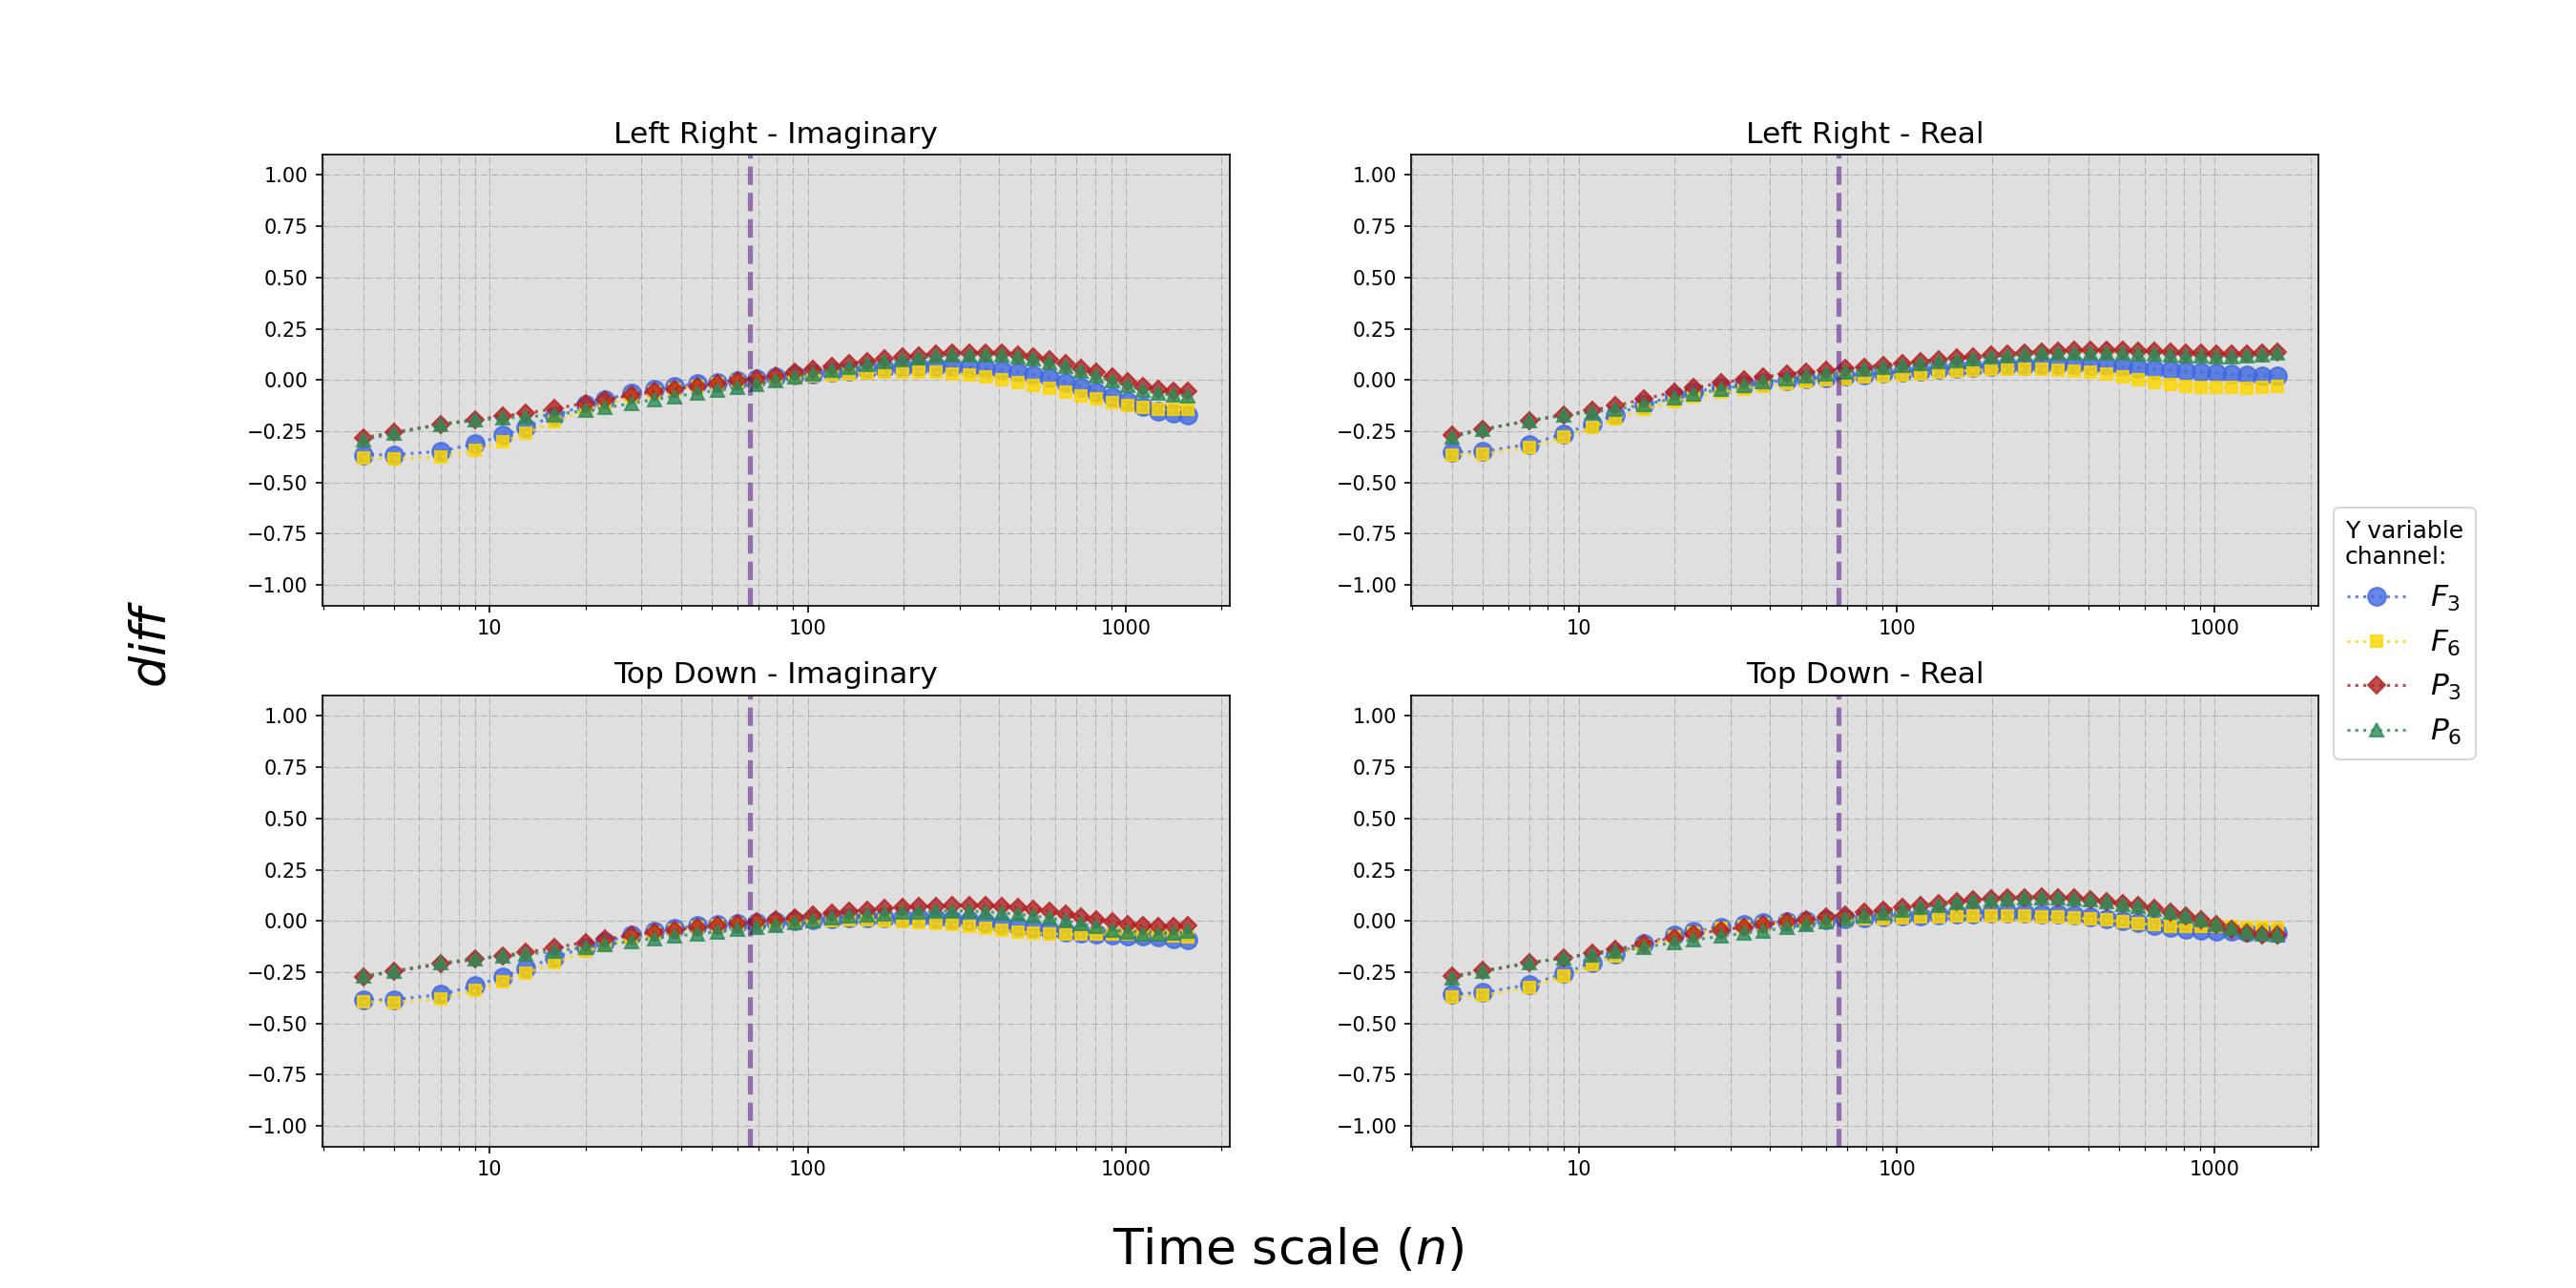 Left Right - Imaginary
1.00
0.75
0.50
0.25
0.00
−0.25
−0.50
−0.75
−1.00
10 100 1000
Left Right - Real
1.00
0.75
0.50
0.25
0.00
−0.25
−0.50
−0.75
−1.00
10 100 1000
diff
Top Down - Imaginary
1.00
0.75
0.50
0.25
0.00
−0.25
−0.50
−0.75
−1.00
10 100 1000
Top Down - Real
1.00
0.75
0.50
0.25
0.00
−0.25
−0.50
−0.75
−1.00
10 100 1000
Y variable
channel:
F₃
F₆
P₃
P₆
Time scale (n)